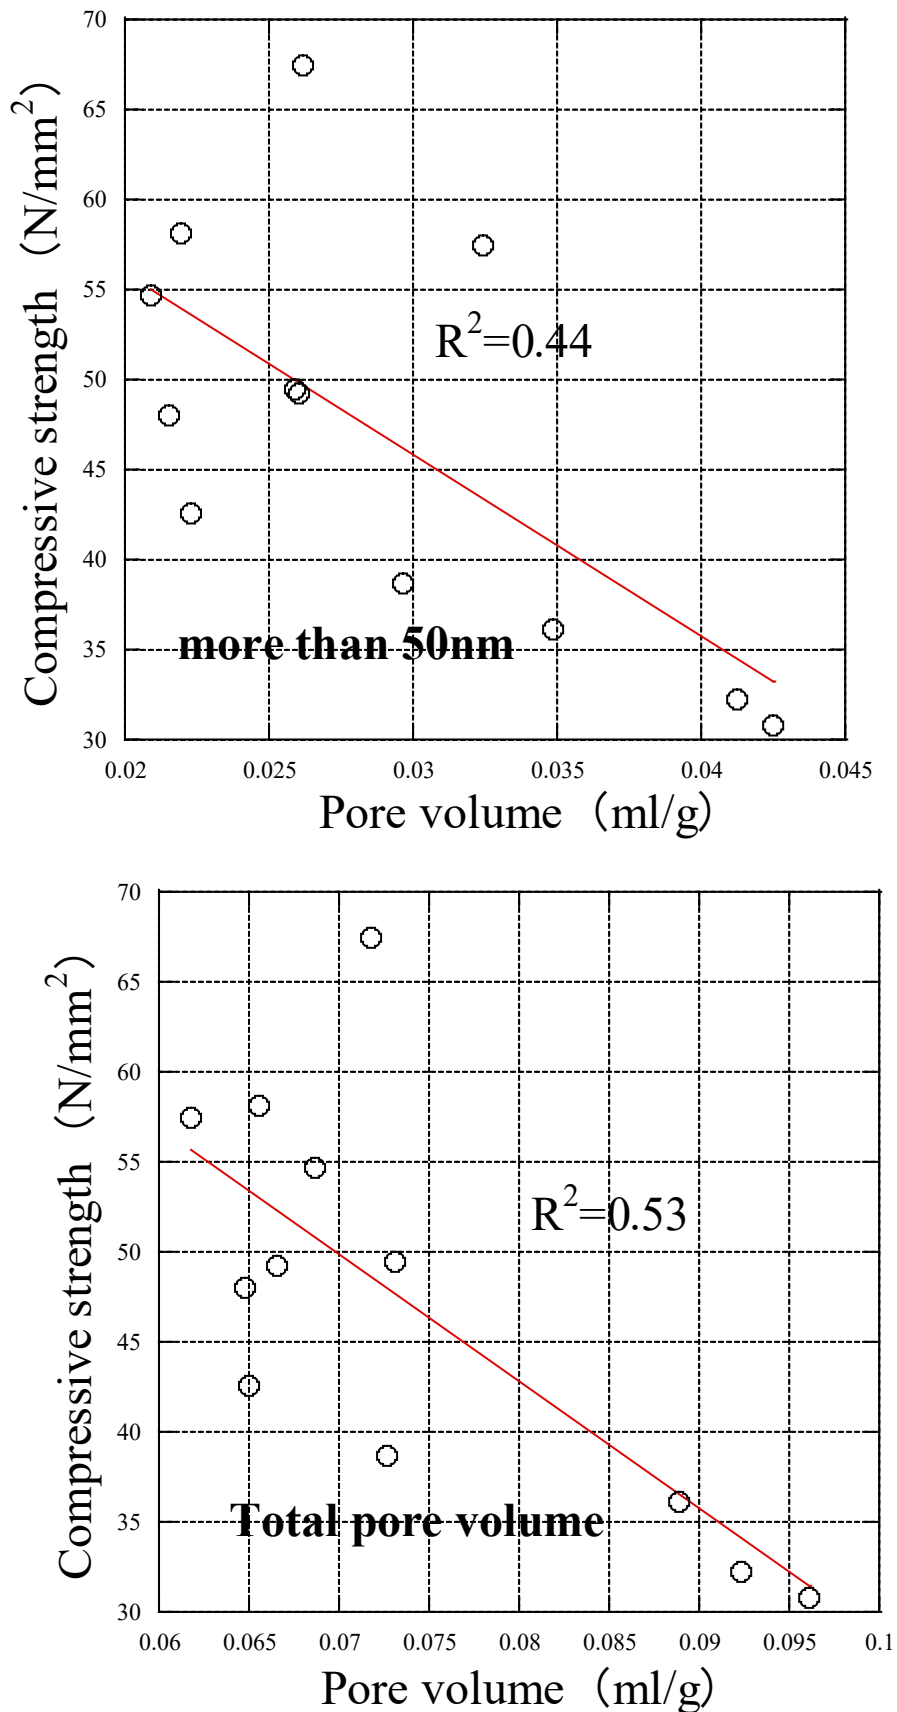 70
65
60
55
50
45
40
35
30
Compressive strength （N/mm²）
R²=0.44
more than 50nm
0.02 0.025 0.03 0.035 0.04 0.045
Pore volume （ml/g）
70
65
60
55
50
45
40
35
30
Compressive strength （N/mm²）
R²=0.53
Total pore volume
0.06 0.065 0.07 0.075 0.08 0.085 0.09 0.095 0.1
Pore volume （ml/g）